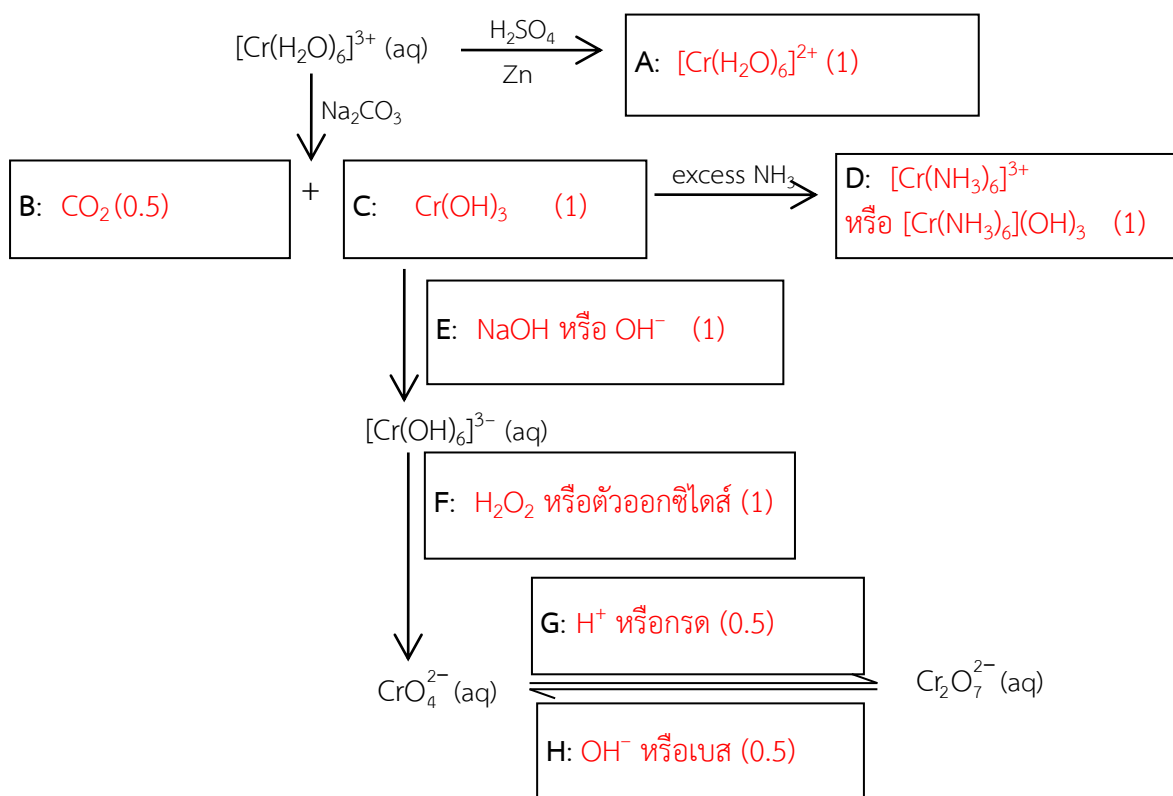 [Cr(H₂O)₆]³⁺ (aq)
H₂SO₄
Zn
A: [Cr(H₂O)₆]²⁺ (1)
Na₂CO₃
B: CO₂ (0.5)
+
C: Cr(OH)₃ (1)
excess NH₃
D: [Cr(NH₃)₆]³⁺
หรือ [Cr(NH₃)₆](OH)₃ (1)
E: NaOH หรือ OH⁻ (1)
[Cr(OH)₆]³⁻ (aq)
F: H₂O₂ หรือตัวออกซิไดส์ (1)
G: H⁺ หรือกรด (0.5)
CrO₄²⁻ (aq)
Cr₂O₇²⁻ (aq)
H: OH⁻ หรือเบส (0.5)